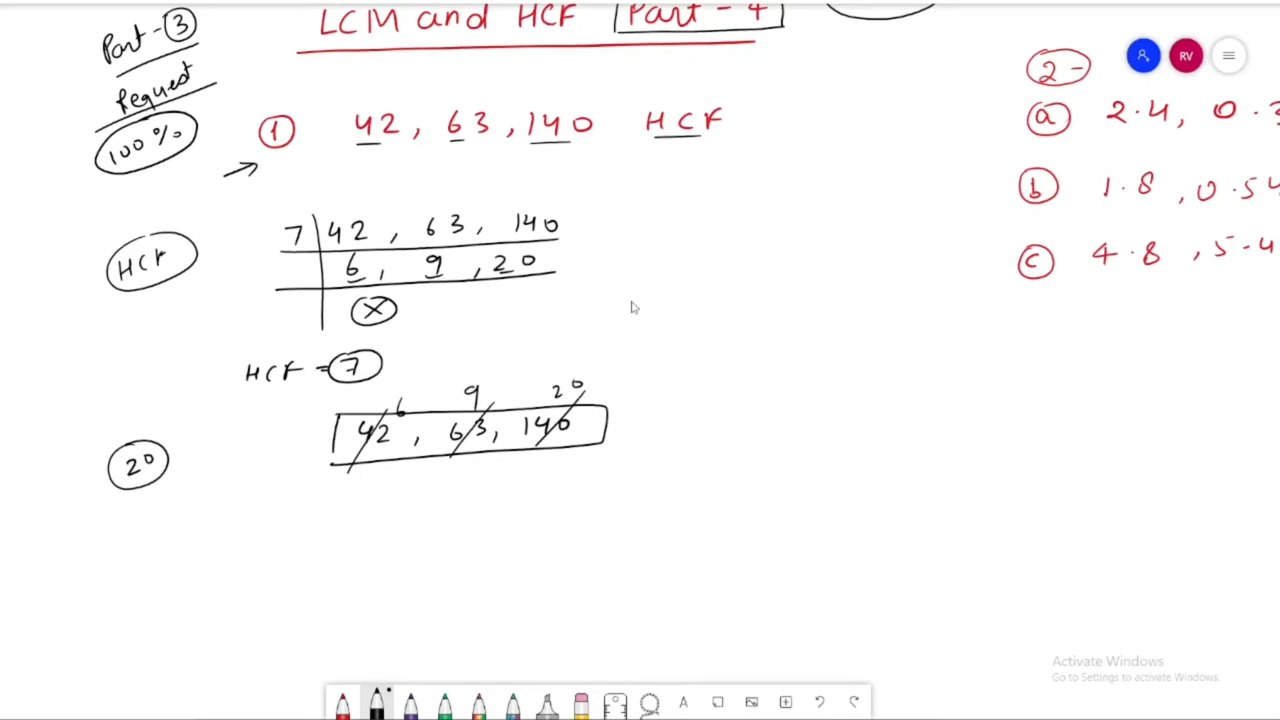 LCM and HCF Part - 4
Part - 3
Request
100%
① 42, 63, 140 HCF
HCF
7 | 42, 63, 140
6, 9, 20
X
HCF = 7
6 9 20
42, 63, 140
20
2 -
RV
a 2.4, 0.3
b 1.8, 0.54
c 4.8, 5.4
A
Activate Windows
Go to Settings to activate Windows.